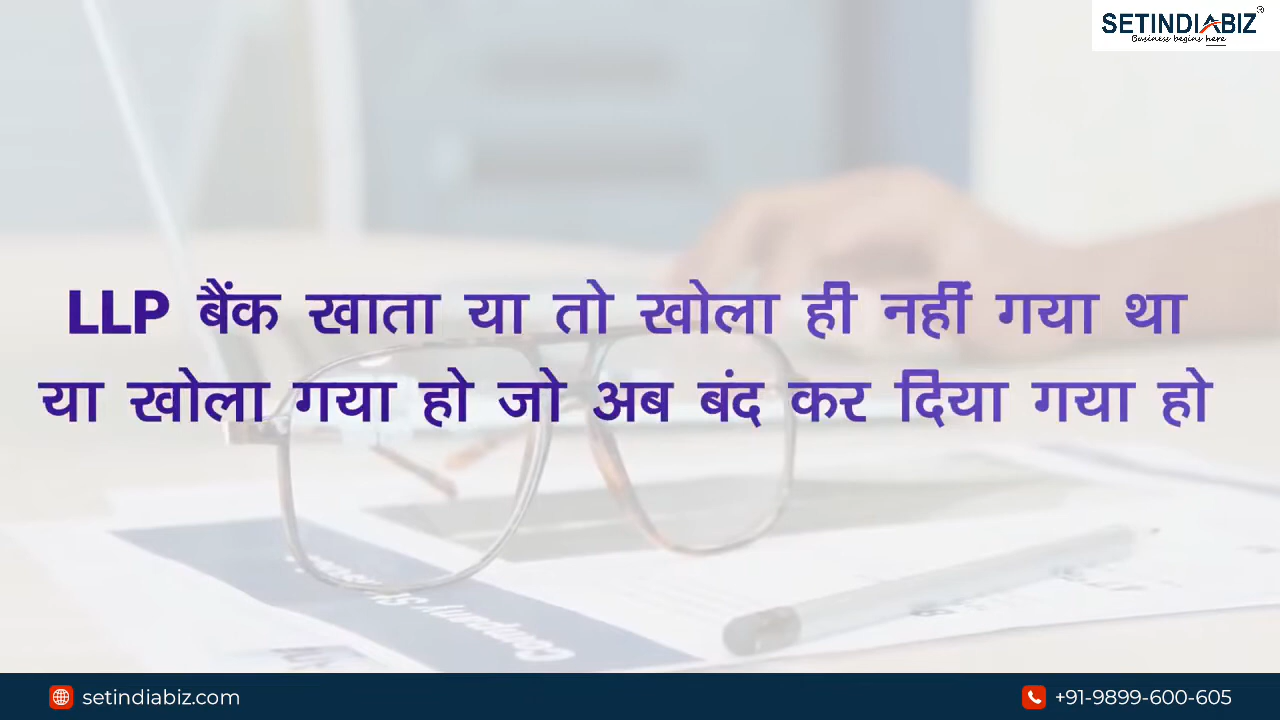 SETINDIABIZ®
Business begins here
LLP बैंक खाता या तो खोला ही नहीं गया था
या खोला गया हो जो अब बंद कर दिया गया हो
setindiabiz.com
+91-9899-600-605